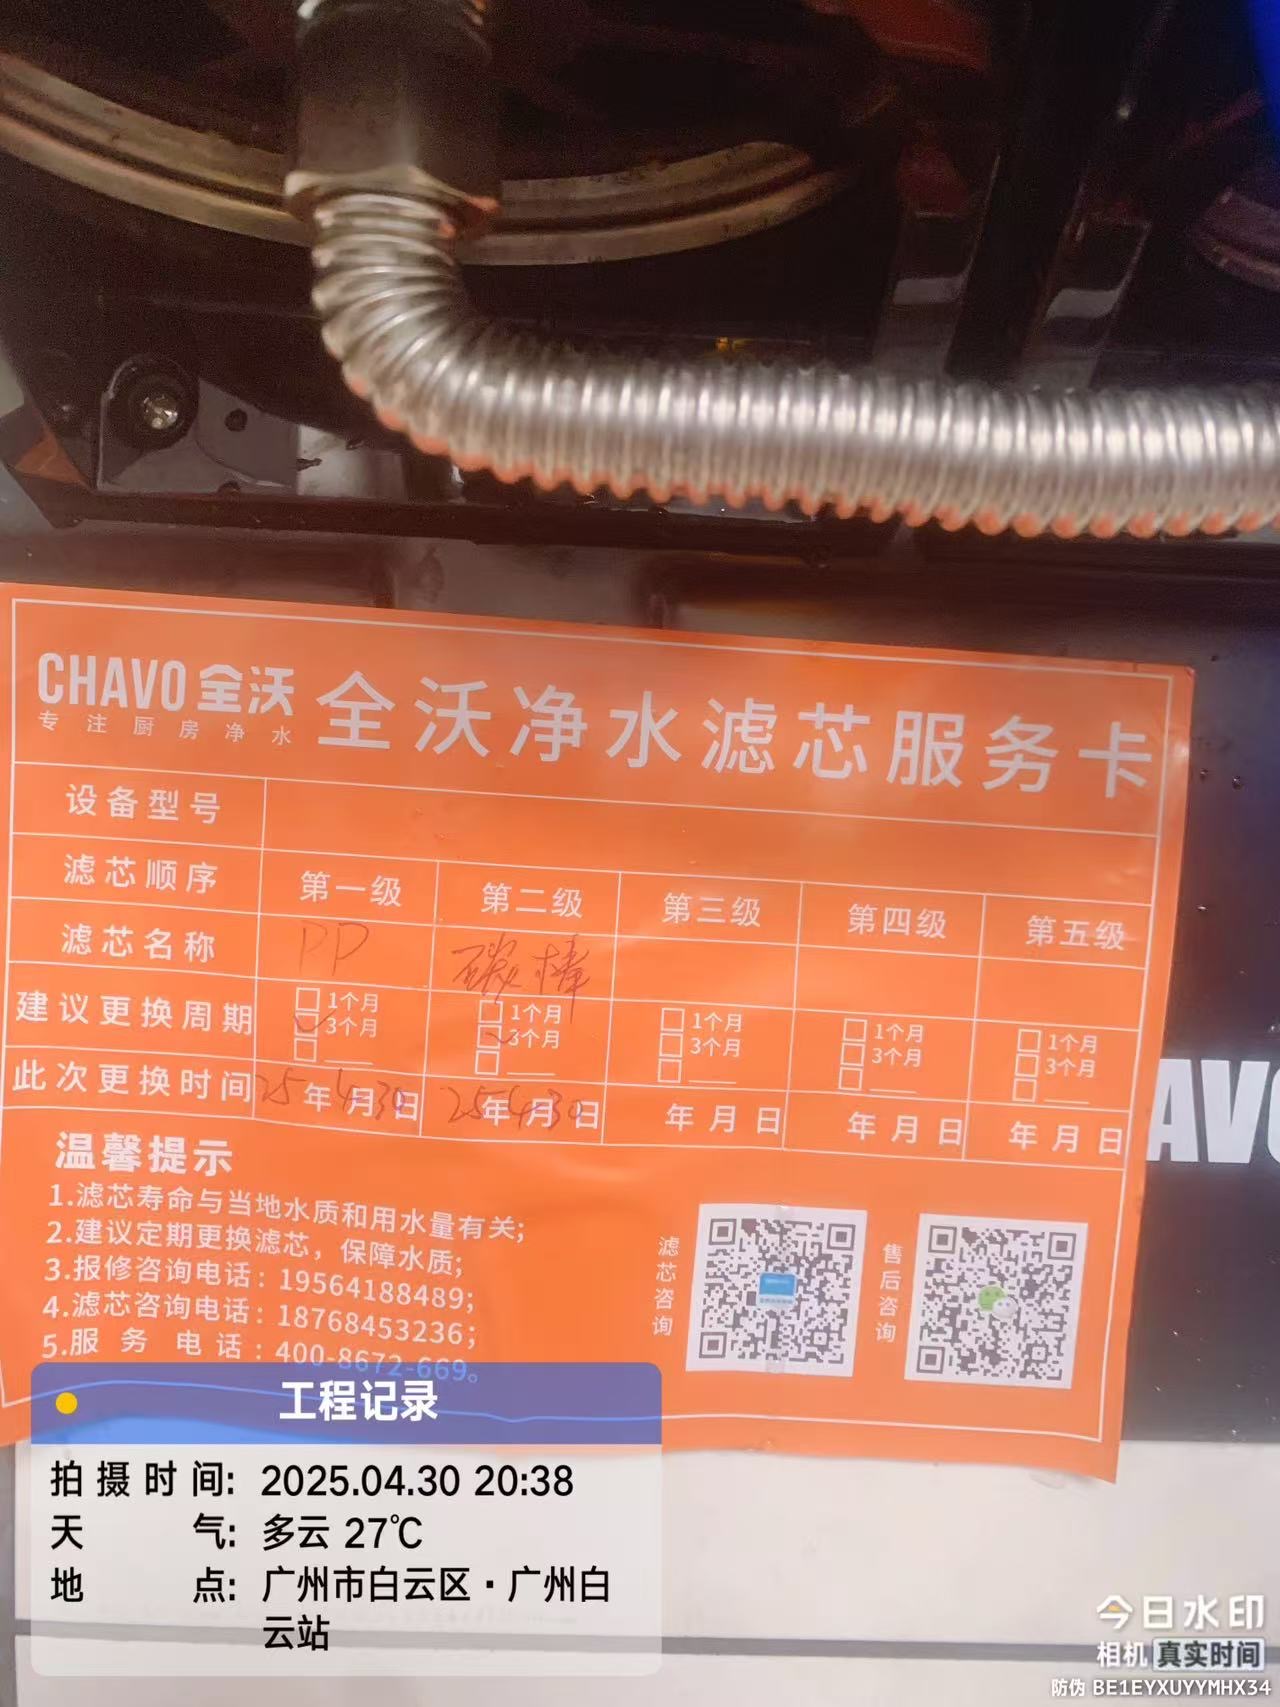 CHAVO 全沃
专注厨房净水
全沃净水滤芯服务卡
设备型号
滤芯顺序 第一级 第二级 第三级 第四级 第五级
滤芯名称 PP 碳棒
建议更换周期 1个月 1个月 1个月 1个月 1个月
3个月 3个月 3个月 3个月 3个月
此次更换时间 25年4月30日 25年4月30日 年月日 年月日 年月日
温馨提示
1.滤芯寿命与当地水质和用水量有关;
2.建议定期更换滤芯，保障水质;
3.报修咨询电话：19564188489;
4.滤芯咨询电话：18768453236;
5.服务电话：400-8672-669。
滤芯咨询
售后咨询
AVO
工程记录
拍摄时间: 2025.04.30 20:38
天气: 多云 27℃
地点: 广州市白云区·广州白
云站
今日水印
相机 真实时间
防伪 BE1EYXUYYMHX34